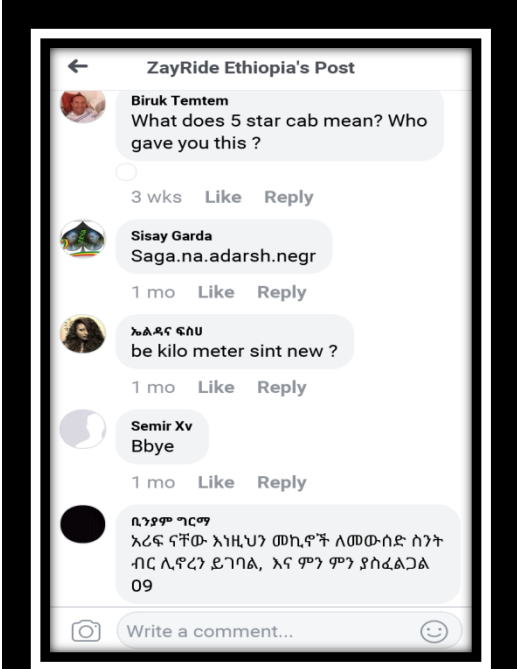 ZayRide Ethiopia's Post
Biruk Temtem
What does 5 star cab mean? Who
gave you this ?
3 wks Like Reply
Sisay Garda
Saga.na.adarsh.negr
1 mo Like Reply
ኤልዳና ፍስሀ
be kilo meter sint new ?
1 mo Like Reply
Semir Xv
Bbye
1 mo Like Reply
ቢንያም ግርማ
አሪፍ ናቸው እነዚህን መኪኖች ለመውሰድ ስንት
ብር ሊኖረን ይገባል, እና ምን ምን ያስፈልጋል
09
Write a comment...